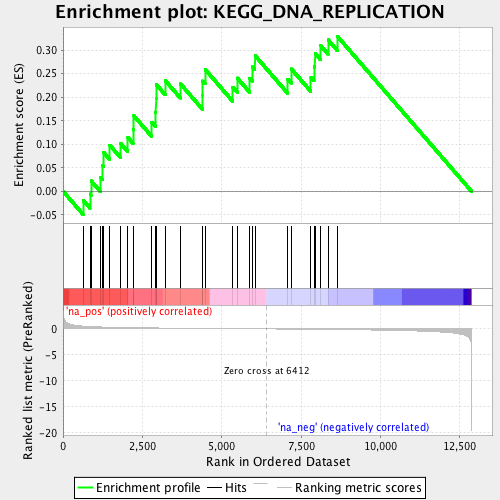 Enrichment plot: KEGG_DNA_REPLICATION
Enrichment score (ES)
0.30
0.25
0.20
0.15
0.10
0.05
0.00
-0.05
'na_pos' (positively correlated)
Ranked list metric (PreRanked)
0
-5
-10
-15
-20
Zero cross at 6412
'na_neg' (negatively correlated)
0 2,500 5,000 7,500 10,000 12,500
Rank in Ordered Dataset
Enrichment profile Hits Ranking metric scores